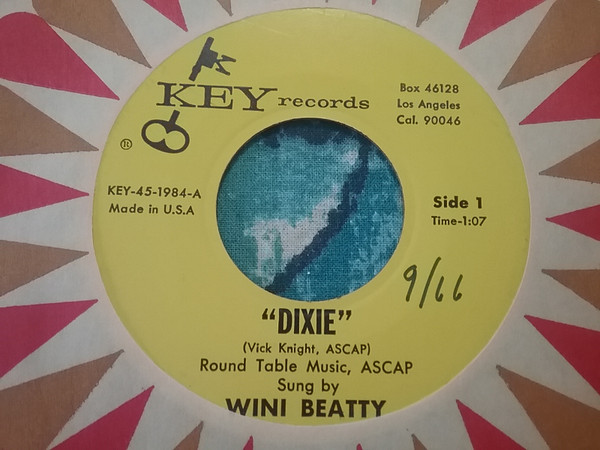 KEY records
®
Box 46128
Los Angeles
Cal. 90046
KEY-45-1984-A
Made in U.S.A
Side 1
Time-1:07
9/66
"DIXIE"
(Vick Knight, ASCAP)
Round Table Music, ASCAP
Sung by
WINI BEATTY